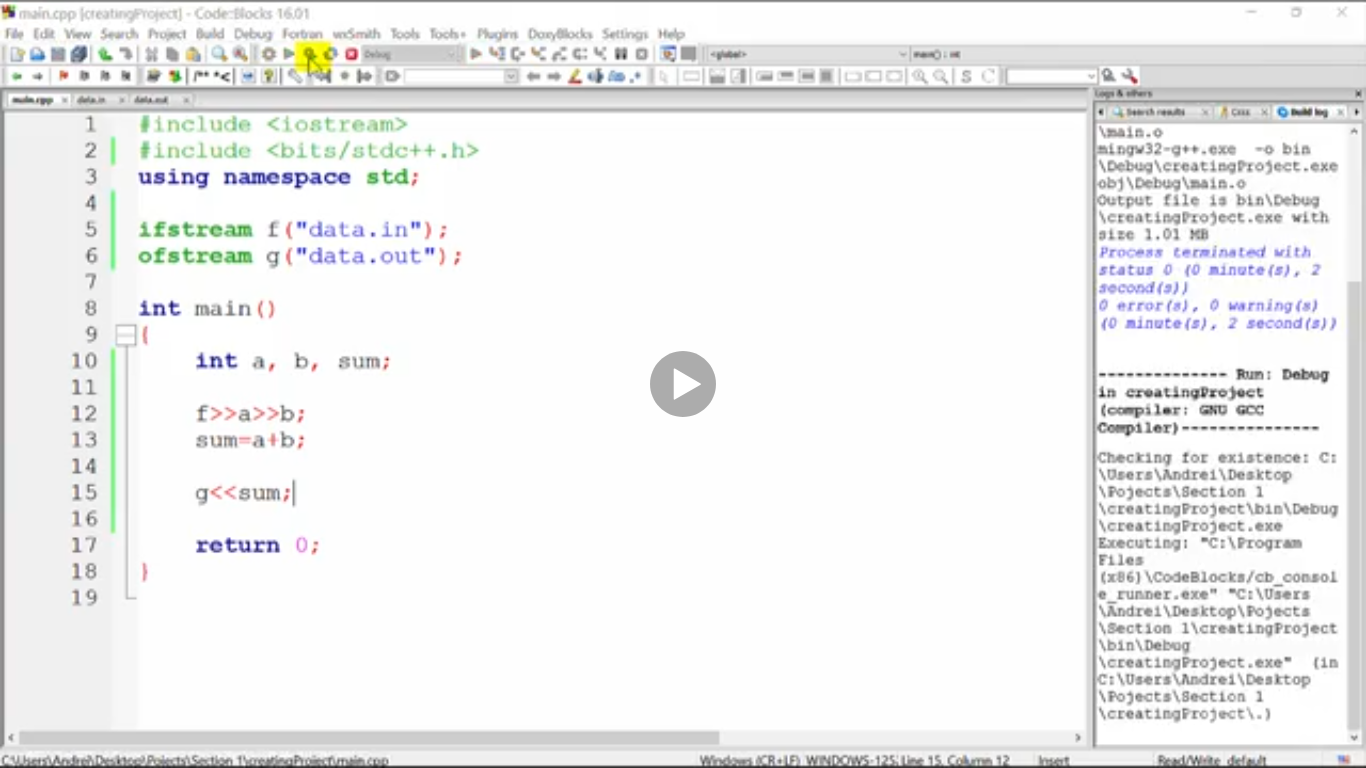 main.cpp [creatingProject] - Code::Blocks 16.01
File Edit View Search Project Build Debug Fortran wxSmith Tools Tools+ Plugins DoxyBlocks Settings Help
Debug
<global>
main() : int
/** *<
S C
main.cpp data.in data.out
1 #include <iostream>
2 #include <bits/stdc++.h>
3 using namespace std;
4
5 ifstream f("data.in");
6 ofstream g("data.out");
7
8 int main()
9 {
10 int a, b, sum;
11
12 f>>a>>b;
13 sum=a+b;
14
15 g<<sum;
16
17 return 0;
18 }
19
Logs & others
Search results Cccc Build log
\main.o
mingw32-g++.exe -o bin
\Debug\creatingProject.exe
obj\Debug\main.o
Output file is bin\Debug
\creatingProject.exe with
size 1.01 MB
Process terminated with
status 0 (0 minute(s), 2
second(s))
0 error(s), 0 warning(s)
(0 minute(s), 2 second(s))
-------------- Run: Debug
in creatingProject
(compiler: GNU GCC
Compiler)---------------
Checking for existence: C:
\Users\Andrei\Desktop
\Pojects\Section 1
\creatingProject\bin\Debug
\creatingProject.exe
Executing: "C:\Program
Files
(x86)\CodeBlocks/cb_consol
e_runner.exe" "C:\Users
\Andrei\Desktop\Pojects
\Section 1\creatingProject
\bin\Debug
\creatingProject.exe" (in
C:\Users\Andrei\Desktop
\Pojects\Section 1
\creatingProject\.)
C:\Users\Andrei\Desktop\Pojects\Section 1\creatingProject\main.cpp
Windows (CR+LF) WINDOWS-125 Line 15, Column 12 Insert Read/Write default